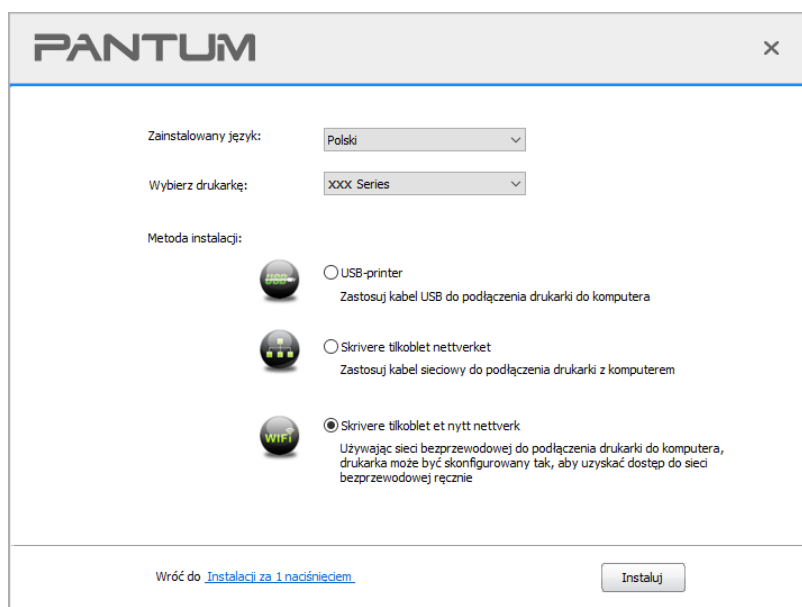 PANTUM
Zainstalowany język:
Polski
Wybierz drukarkę:
xxx Series
Metoda instalacji:
USB
USB-printer
Zastosuj kabel USB do podłączenia drukarki do komputera
Skrivere tilkoblet nettverket
Zastosuj kabel sieciowy do podłączenia drukarki z komputerem
WiFi
Skrivere tilkoblet et nytt nettverk
Używając sieci bezprzewodowej do podłączenia drukarki do komputera,
drukarka może być skonfigurowany tak, aby uzyskać dostęp do sieci
bezprzewodowej ręcznie
Wróć do Instalacji za 1 naciśnięciem
Instaluj